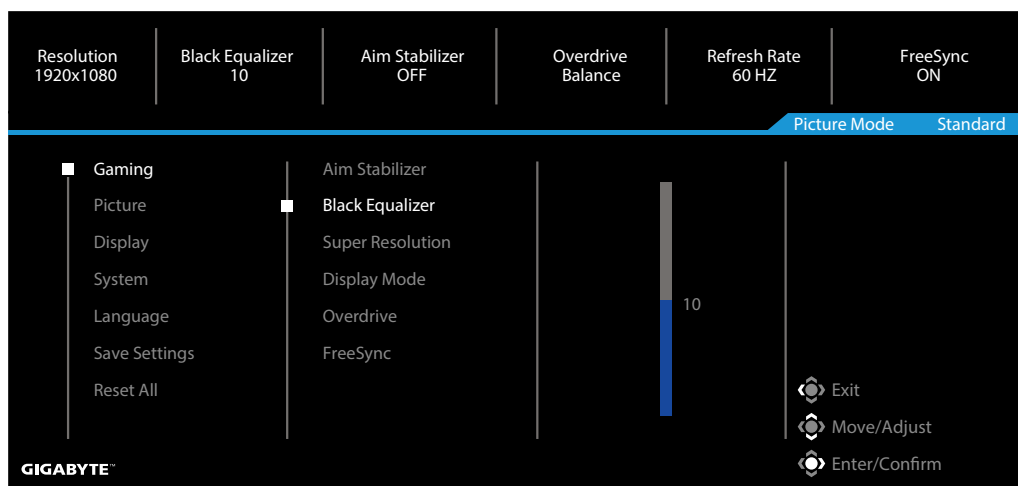 Resolution
1920x1080
Black Equalizer
10
Aim Stabilizer
OFF
Overdrive
Balance
Refresh Rate
60 HZ
FreeSync
ON
Picture Mode Standard
Gaming
Picture
Display
System
Language
Save Settings
Reset All
Aim Stabilizer
Black Equalizer
Super Resolution
Display Mode
Overdrive
FreeSync
10
Exit
Move/Adjust
Enter/Confirm
GIGABYTE™